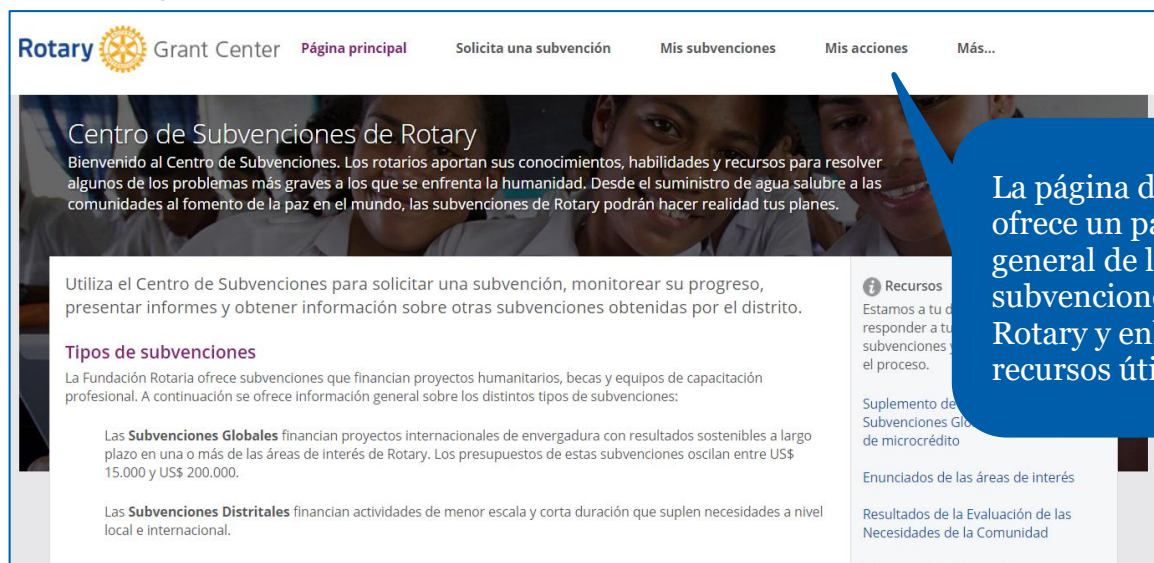 Rotary Grant Center Página principal Solicita una subvención Mis subvenciones Mis acciones Más...
Centro de Subvenciones de Rotary
Bienvenido al Centro de Subvenciones. Los rotarios aportan sus conocimientos, habilidades y recursos para resolver
algunos de los problemas más graves a los que se enfrenta la humanidad. Desde el suministro de agua salubre a las
comunidades al fomento de la paz en el mundo, las subvenciones de Rotary podrán hacer realidad tus planes.
Utiliza el Centro de Subvenciones para solicitar una subvención, monitorear su progreso,
presentar informes y obtener información sobre otras subvenciones obtenidas por el distrito.
Tipos de subvenciones
La Fundación Rotaria ofrece subvenciones que financian proyectos humanitarios, becas y equipos de capacitación
profesional. A continuación se ofrece información general sobre los distintos tipos de subvenciones:
Las Subvenciones Globales financian proyectos internacionales de envergadura con resultados sostenibles a largo
plazo en una o más de las áreas de interés de Rotary. Los presupuestos de estas subvenciones oscilan entre US$
15.000 y US$ 200.000.
Las Subvenciones Distritales financian actividades de menor escala y corta duración que suplen necesidades a nivel
local e internacional.
Recursos
Estamos a tu
responder a tu
subvenciones
el proceso.
Suplemento de
Subvenciones
de microcrédito
Enunciados de las áreas de interés
Resultados de la Evaluación de las
Necesidades de la Comunidad
La página
ofrece un
general de
Rotary y
recursos